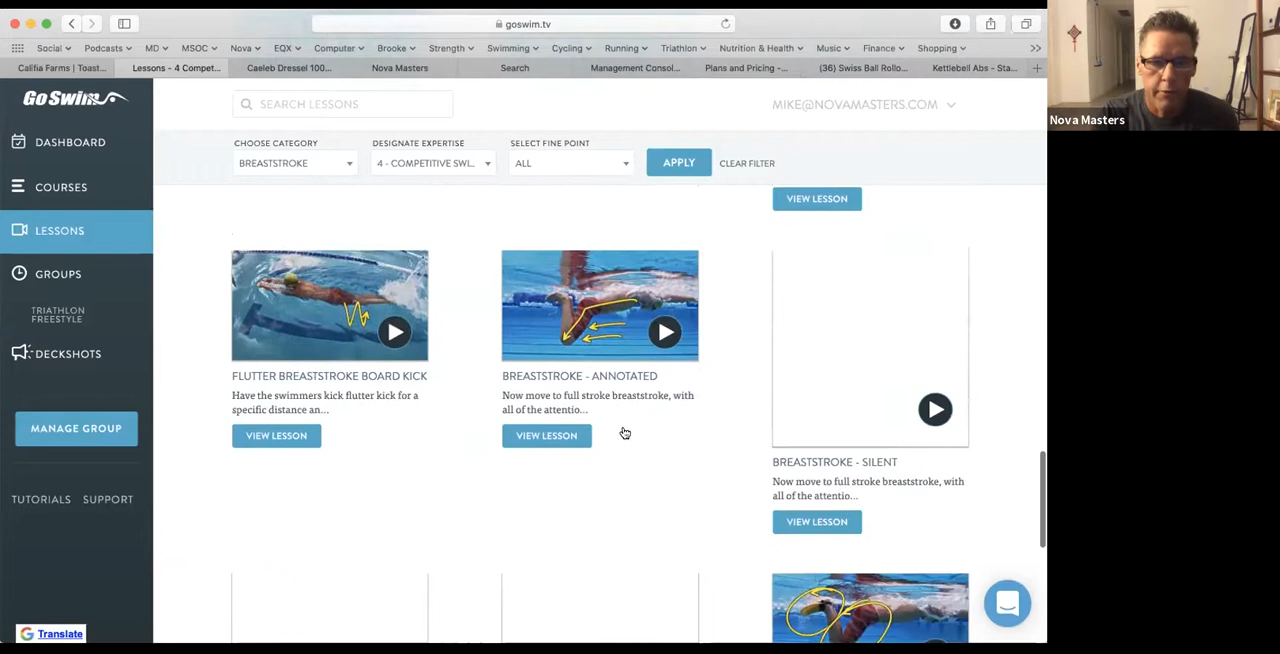 goswim.tv
Social
Podcasts
MD
MSOC
Nova
EQX
Computer
Brooke
Strength
Swimming
Cycling
Running
Triathlon
Nutrition & Health
Music
Finance
Shopping
Califia Farms | Toast...
Lessons - 4 Compet...
Caeleb Dressel 100...
Nova Masters
Search
Management Consol...
Plans and Pricing -...
(36) Swiss Ball Rollo...
Kettlebell Abs - Sta...
Nova Masters
GO SWIM
SEARCH LESSONS
MIKE@NOVAMASTERS.COM
DASHBOARD
COURSES
LESSONS
GROUPS
TRIATHLON
FREESTYLE
DECKSHOTS
MANAGE GROUP
TUTORIALS SUPPORT
G Translate
CHOOSE CATEGORY
BREASTSTROKE
DESIGNATE EXPERTISE
4 - COMPETITIVE SWI...
SELECT FINE POINT
ALL
APPLY
CLEAR FILTER
VIEW LESSON
FLUTTER BREASTSTROKE BOARD KICK
Have the swimmers kick flutter kick for a
specific distance an...
VIEW LESSON
BREASTSTROKE - ANNOTATED
Now move to full stroke breaststroke, with
all of the attentio...
VIEW LESSON
BREASTSTROKE - SILENT
Now move to full stroke breaststroke, with
all of the attentio...
VIEW LESSON